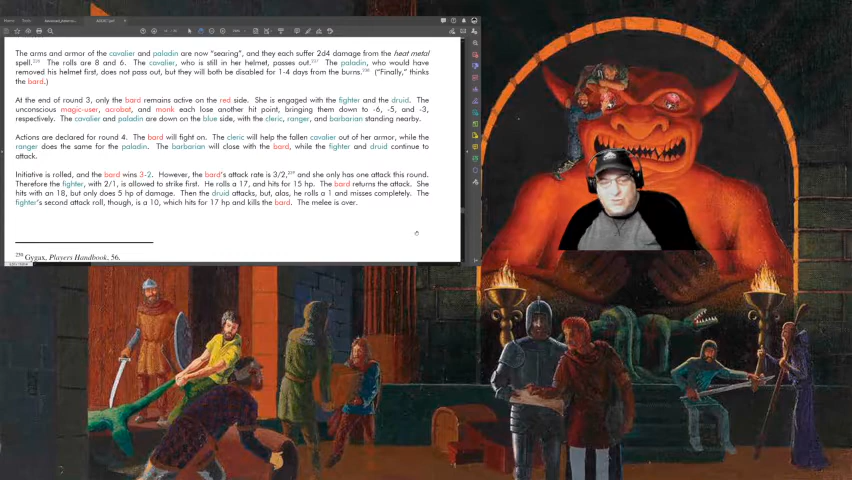 The arms and armor of the cavalier and paladin are now "searing", and they each suffer 2d4 damage from the heat metal
spell. The rolls are 8 and 6. The cavalier, who is still in her helmet, passes out. The paladin, who would have
removed his helmet first, does not pass out, but they will both be disabled for 1-4 days from the burns. ("Finally," thinks
the bard.)
At the end of round 3, only the bard remains active on the red side. She is engaged with the fighter and the druid. The
unconscious magic-user, acrobat, and monk each lose another hit point, bringing them down to -6, -5, and -3,
respectively. The cavalier and paladin are down on the blue side, with the cleric, ranger, and barbarian standing nearby.
Actions are declared for round 4. The bard will fight on. The cleric will help the fallen cavalier out of her armor, while the
ranger does the same for the paladin. The barbarian will close with the bard, while the fighter and druid continue to
attack.
Initiative is rolled, and the bard wins 3-2. However, the bard's attack rate is 3/2, and she only has one attack this round.
Therefore the fighter, with 2/1, is allowed to strike first. He rolls a 17, and hits for 15 hp. The bard returns the attack. She
hits with an 18, but only does 5 hp of damage. Then the druid attacks, but, alas, he rolls a 1 and misses completely. The
fighter's second attack roll, though, is a 10, which hits for 17 hp and kills the bard. The melee is over.
Gygax, Players Handbook, 56.